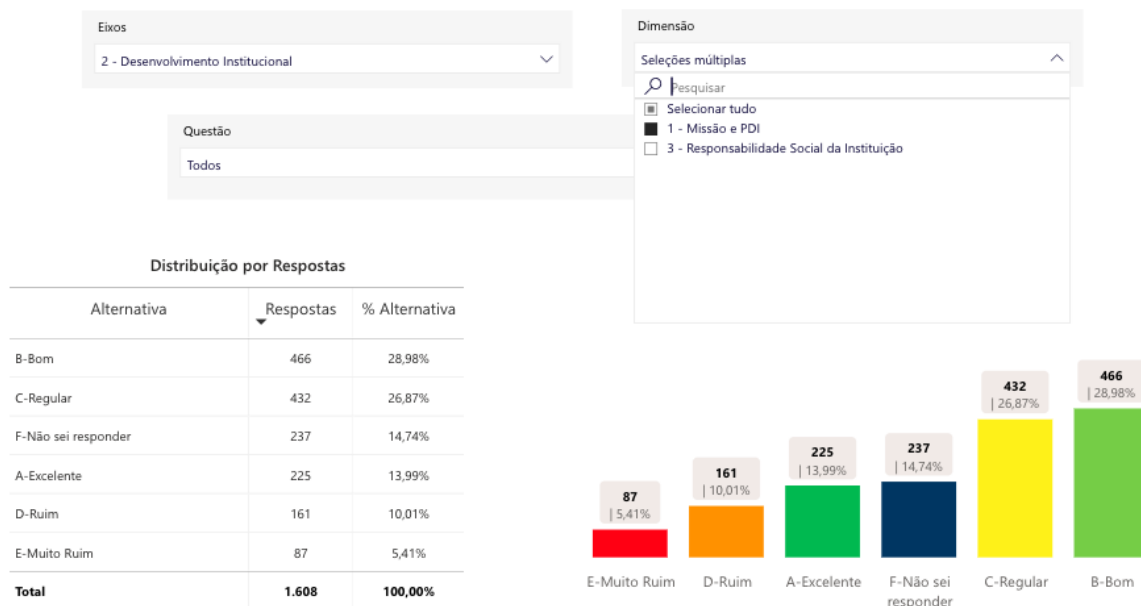 Eixos
2 - Desenvolvimento Institucional
Dimensão
Seleções múltiplas
Pesquisar
Selecionar tudo
1 - Missão e PDI
3 - Responsabilidade Social da Instituição
Questão
Todos
Distribuição por Respostas
Alternativa Respostas % Alternativa
B-Bom 466 28,98%
C-Regular 432 26,87%
F-Não sei responder 237 14,74%
A-Excelente 225 13,99%
D-Ruim 161 10,01%
E-Muito Ruim 87 5,41%
Total 1.608 100,00%
87
| 5,41%
161
| 10,01%
225
| 13,99%
237
| 14,74%
432
| 26,87%
466
| 28,98%
E-Muito Ruim
D-Ruim
A-Excelente
F-Não sei
responder
C-Regular
B-Bom